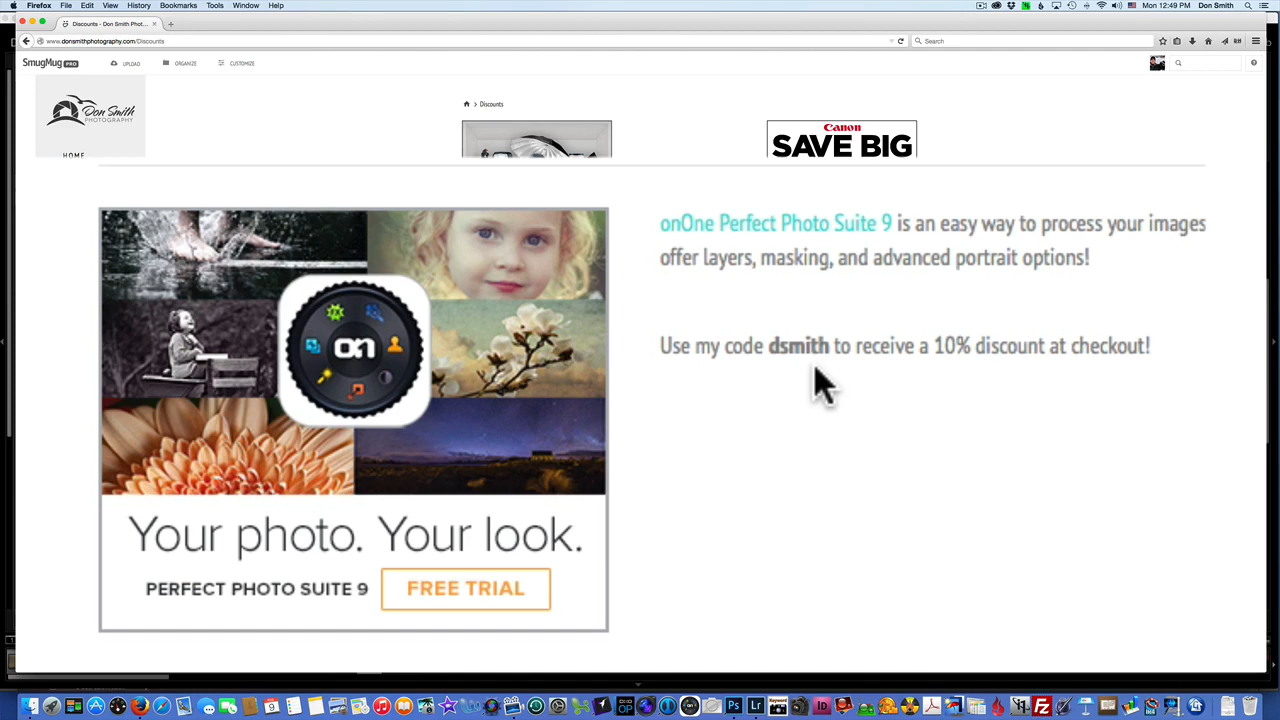 Firefox File Edit View History Bookmarks Tools Window Help
Mon 12:49 PM Don Smith
Discounts - Don Smith Phot...
www.donsmithphotography.com/Discounts
Search
SmugMug PRO UPLOAD ORGANIZE CUSTOMIZE
Don Smith
PHOTOGRAPHY
HOME
> Discounts
Canon
SAVE BIG
onOne Perfect Photo Suite 9 is an easy way to process your images
offer layers, masking, and advanced portrait options!
Use my code dsmith to receive a 10% discount at checkout!
on
Your photo. Your look.
PERFECT PHOTO SUITE 9 FREE TRIAL